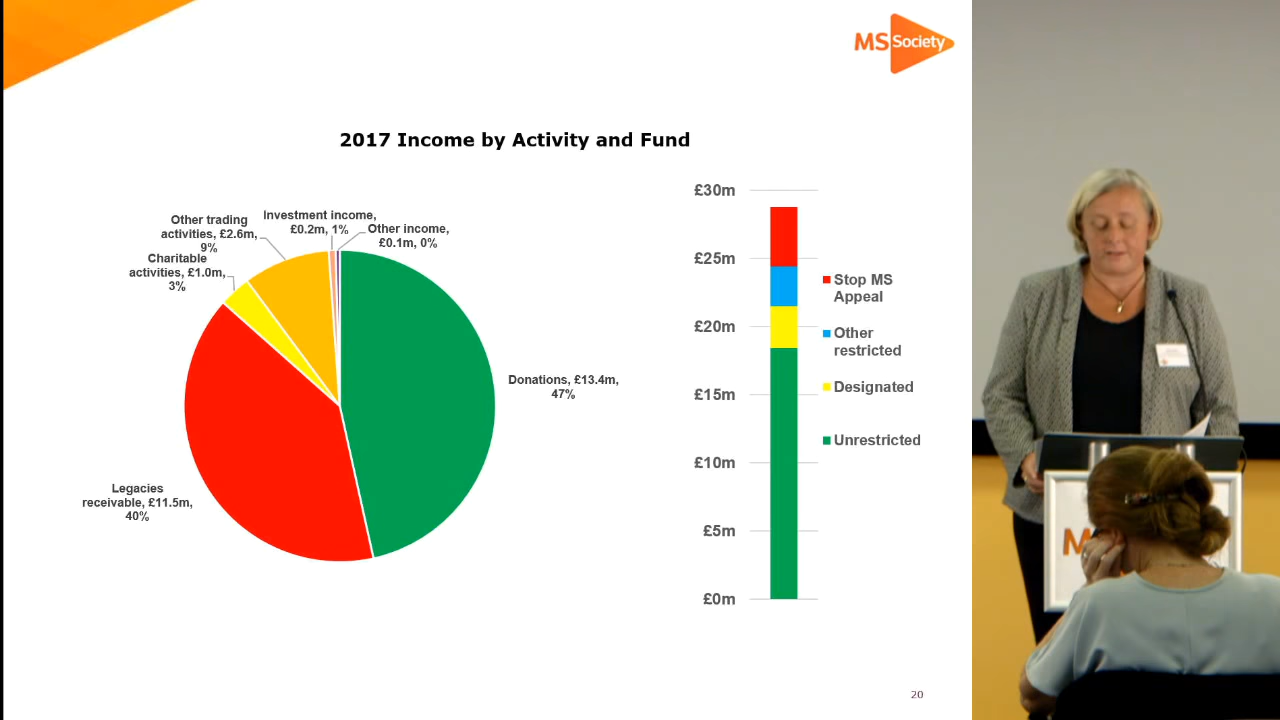 MS Society
2017 Income by Activity and Fund
Other trading
activities, £2.6m,
9%
Investment income,
£0.2m, 1%
Other income,
£0.1m, 0%
Charitable
activities, £1.0m,
3%
Donations, £13.4m,
47%
Legacies
receivable, £11.5m,
40%
£30m
£25m
£20m
£15m
£10m
£5m
£0m
Stop MS
Appeal
Other
restricted
Designated
Unrestricted
20